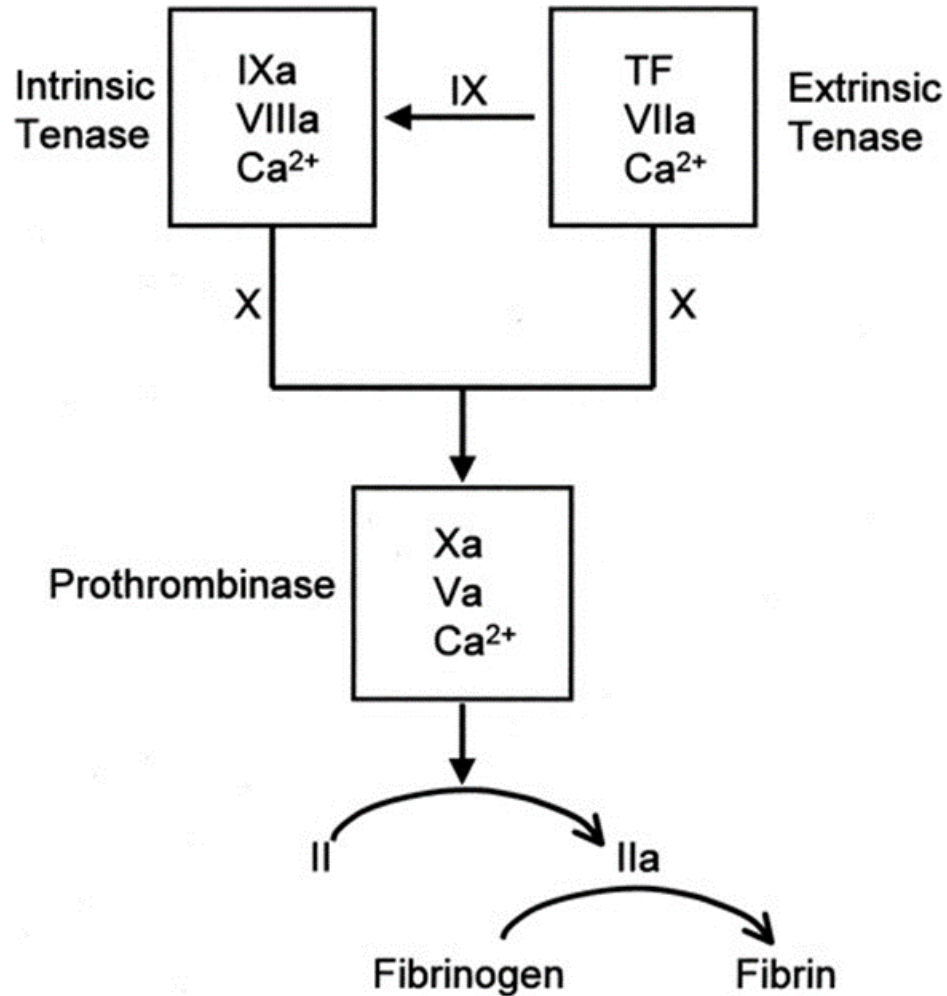 Intrinsic
Tenase
IXa
VIIIa
Ca²⁺
IX
TF
VIIa
Ca²⁺
Extrinsic
Tenase
X
X
Prothrombinase
Xa
Va
Ca²⁺
II
IIa
Fibrinogen
Fibrin